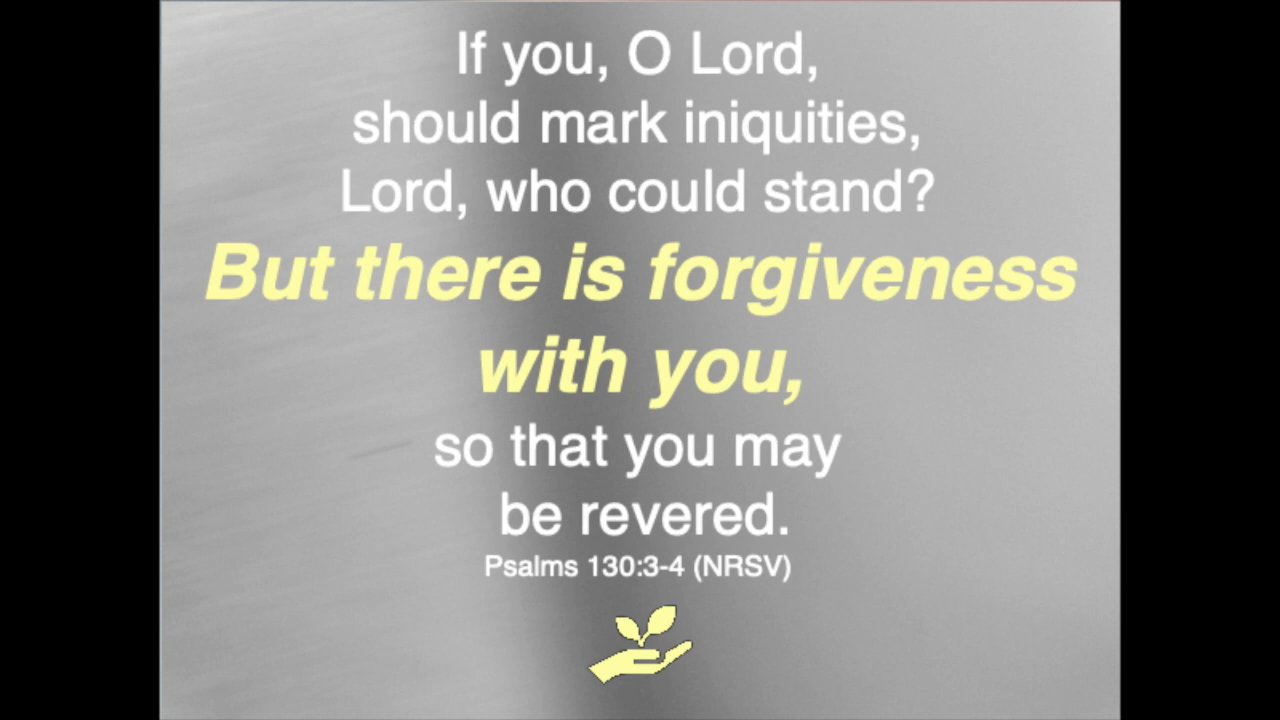 If you, O Lord,
should mark iniquities,
Lord, who could stand?
But there is forgiveness
with you,
so that you may
be revered.
Psalms 130:3-4 (NRSV)